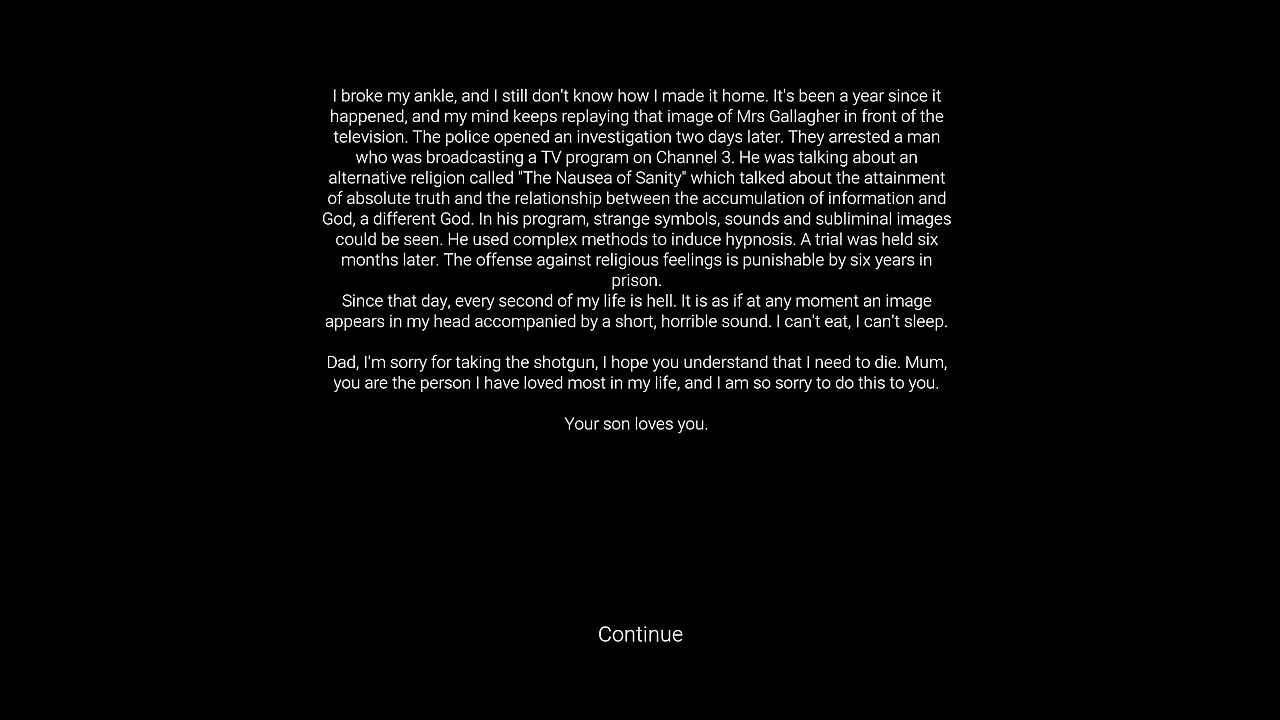 I broke my ankle, and I still don't know how I made it home. It's been a year since it
happened, and my mind keeps replaying that image of Mrs Gallagher in front of the
television. The police opened an investigation two days later. They arrested a man
who was broadcasting a TV program on Channel 3. He was talking about an
alternative religion called "The Nausea of Sanity" which talked about the attainment
of absolute truth and the relationship between the accumulation of information and
God, a different God. In his program, strange symbols, sounds and subliminal images
could be seen. He used complex methods to induce hypnosis. A trial was held six
months later. The offense against religious feelings is punishable by six years in
prison.
Since that day, every second of my life is hell. It is as if at any moment an image
appears in my head accompanied by a short, horrible sound. I can't eat, I can't sleep.
Dad, I'm sorry for taking the shotgun, I hope you understand that I need to die. Mum,
you are the person I have loved most in my life, and I am so sorry to do this to you.
Your son loves you.
Continue